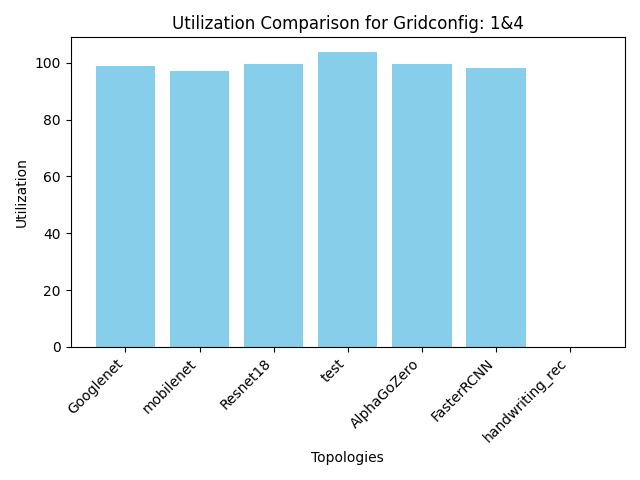 Utilization Comparison for Gridconfig: 1&4
Utilization
100
80
60
40
20
0
Googlenet
mobilenet
Resnet18
test
AlphaGoZero
FasterRCNN
handwriting_rec
Topologies